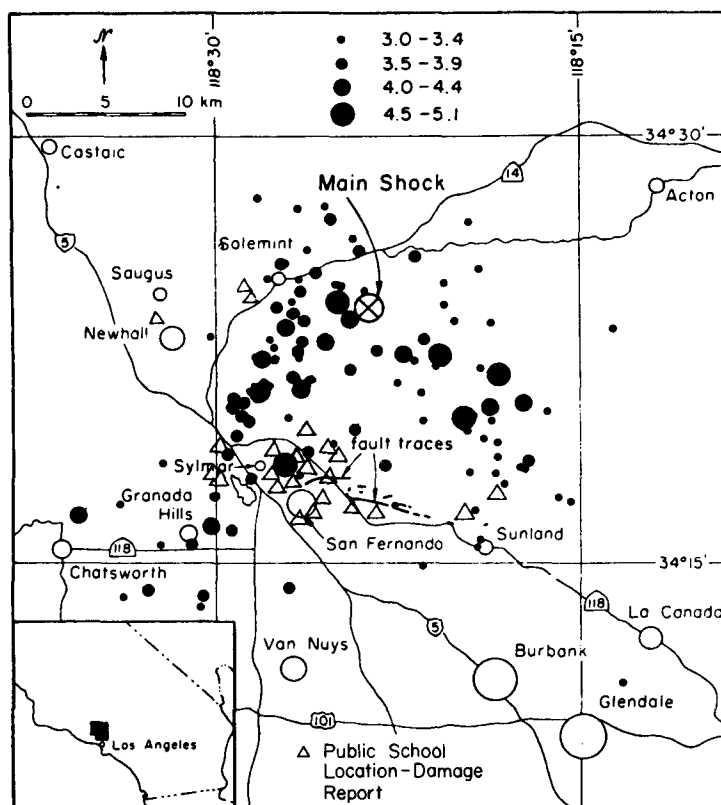 N
0 5 10 km
118°30'
3.0 - 3.4
3.5 - 3.9
4.0 - 4.4
4.5 - 5.1
118°15'
34°30'
Castaic
Main Shock
14
Acton
5
Solemint
Saugus
Newhall
fault traces
Sylmar
Granada
Hills
118
Chatsworth
San Fernando
Sunland
34°15'
118
La Canada
5
Van Nuys
Burbank
Glendale
101
Los Angeles
△ Public School
Location-Damage
Report